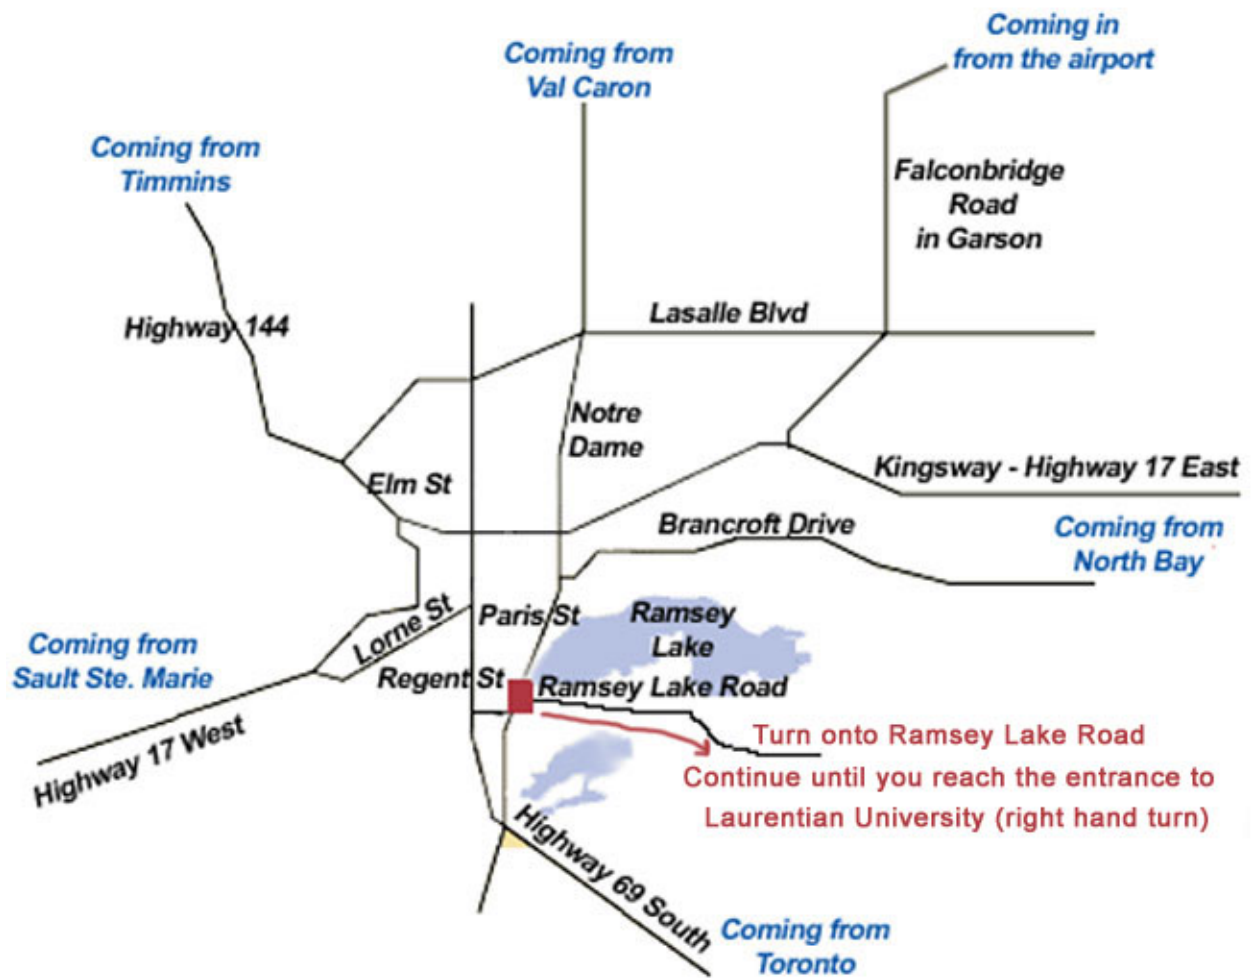 Coming in
from the airport
Coming from
Val Caron
Coming from
Timmins
Falconbridge
Road
in Garson
Highway 144
Lasalle Blvd
Notre
Dame
Elm St
Kingsway - Highway 17 East
Brancroft Drive
Coming from
North Bay
Lorne St
Paris St
Ramsey
Lake
Coming from
Sault Ste. Marie
Regent St
Ramsey Lake Road
Highway 17 West
Turn onto Ramsey Lake Road
Continue until you reach the entrance to
Laurentian University (right hand turn)
Highway 69 South
Coming from
Toronto